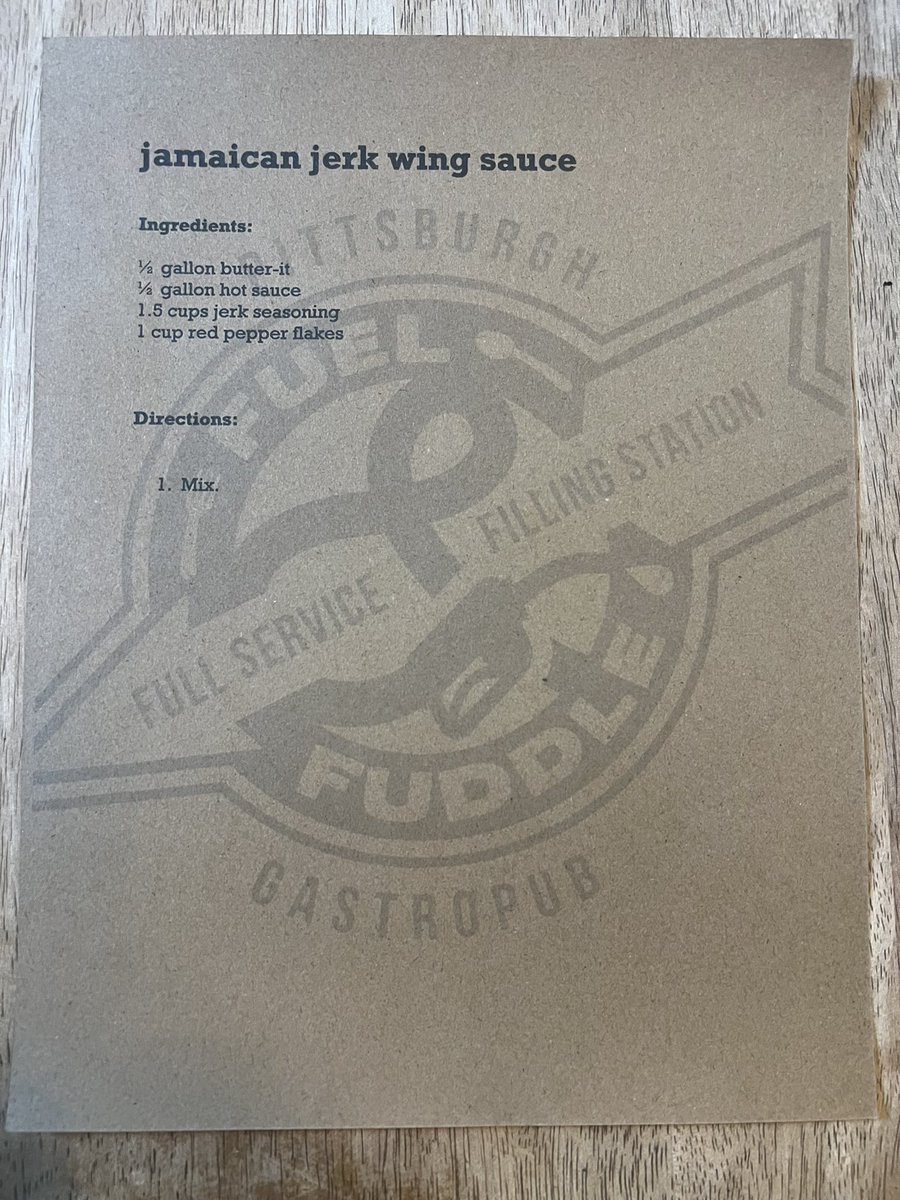 jamaican jerk wing sauce
Ingredients:
½ gallon butter-it
½ gallon hot sauce
1.5 cups jerk seasoning
1 cup red pepper flakes
Directions:
1. Mix.
PITTSBURGH
FUEL
FULL SERVICE FILLING STATION
FUDDLE
GASTROPUB